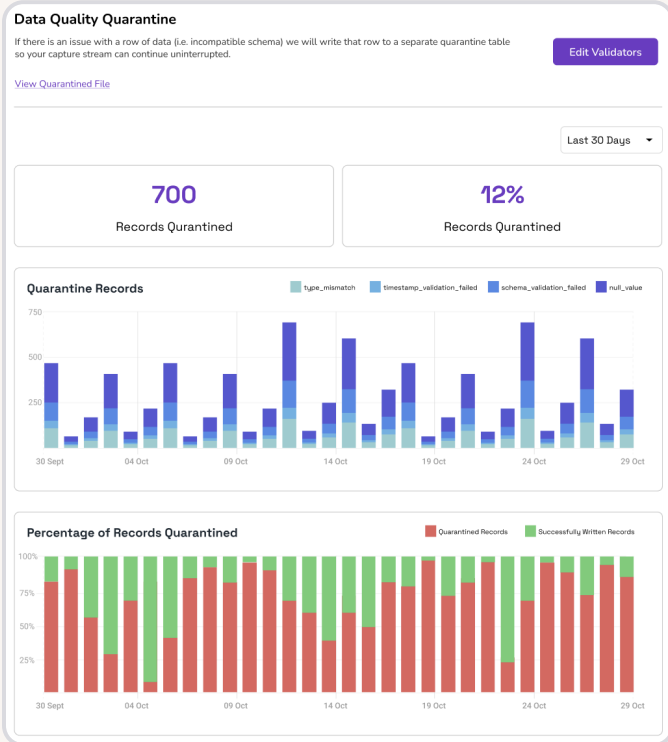 Data Quality Quarantine
If there is an issue with a row of data (i.e. incompatible schema) we will write that row to a separate quarantine table
so your capture stream can continue uninterrupted.
Edit Validators
View Quarantined File
Last 30 Days
700
Records Qurantined
12%
Records Qurantined
Quarantine Records
type_mismatch
timestamp_validation_failed
schema_validation_failed
null_value
750
500
250
30 Sept
04 Oct
09 Oct
14 Oct
19 Oct
24 Oct
29 Oct
Percentage of Records Quarantined
Quarantined Records
Successfully Written Records
100%
75%
50%
25%
30 Sept
04 Oct
09 Oct
14 Oct
19 Oct
24 Oct
29 Oct